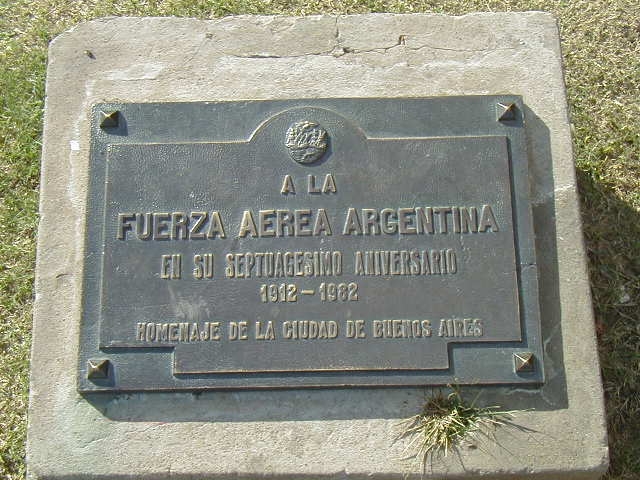 A LA
FUERZA AEREA ARGENTINA
EN SU SEPTUAGESIMO ANIVERSARIO
1912 - 1982
HOMENAJE DE LA CIUDAD DE BUENOS AIRES